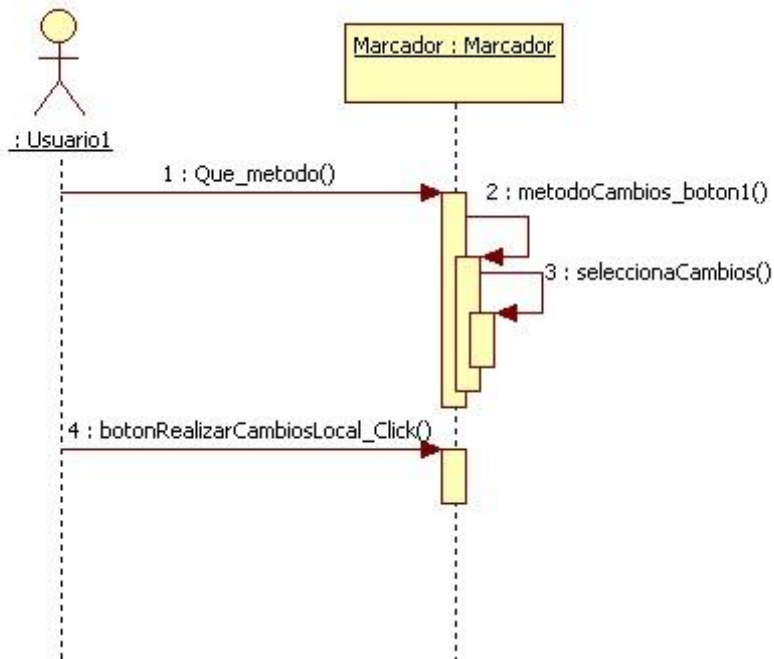 Marcador : Marcador
: Usuario1
1 : Que_metodo()
2 : metodoCambios_boton1()
3 : seleccionaCambios()
4 : botonRealizarCambiosLocal_Click()